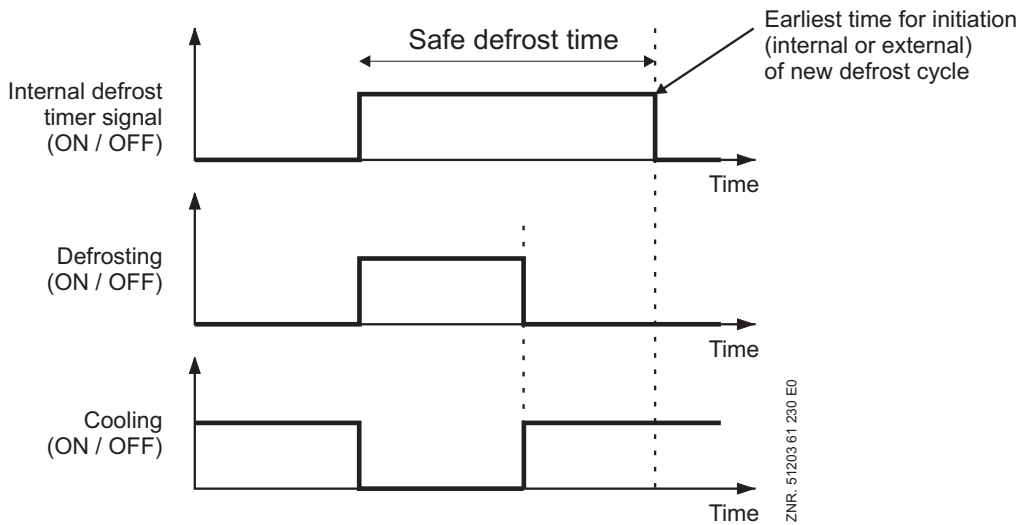 Safe defrost time
Earliest time for initiation
(internal or external)
of new defrost cycle
Internal defrost
timer signal
(ON / OFF)
Time
Defrosting
(ON / OFF)
Time
Cooling
(ON / OFF)
Time
ZNR. 51203 61 230 E0